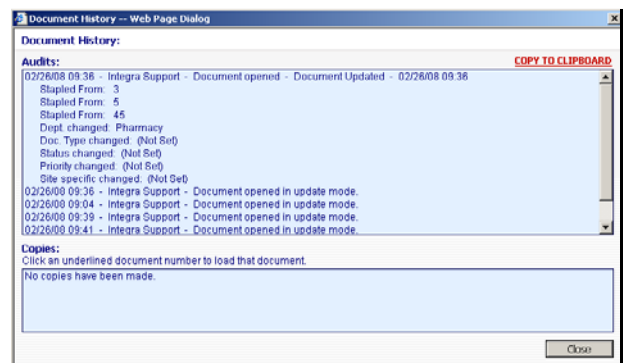 Document History -- Web Page Dialog
Document History:
Audits:
COPY TO CLIPBOARD
02/26/08 09:36 - Integra Support - Document opened - Document Updated - 02/26/08 09:36
Stapled From: 3
Stapled From: 5
Stapled From: 45
Dept. changed: Pharmacy
Doc. Type changed: (Not Set)
Status changed: (Not Set)
Priority changed: (Not Set)
Site specific changed: (Not Set)
02/26/08 09:36 - Integra Support - Document opened in update mode.
02/26/08 09:04 - Integra Support - Document opened in update mode.
02/26/08 09:39 - Integra Support - Document opened in update mode.
02/26/08 09:41 - Integra Support - Document opened in update mode.
Copies:
Click an underlined document number to load that document.
No copies have been made.
Close